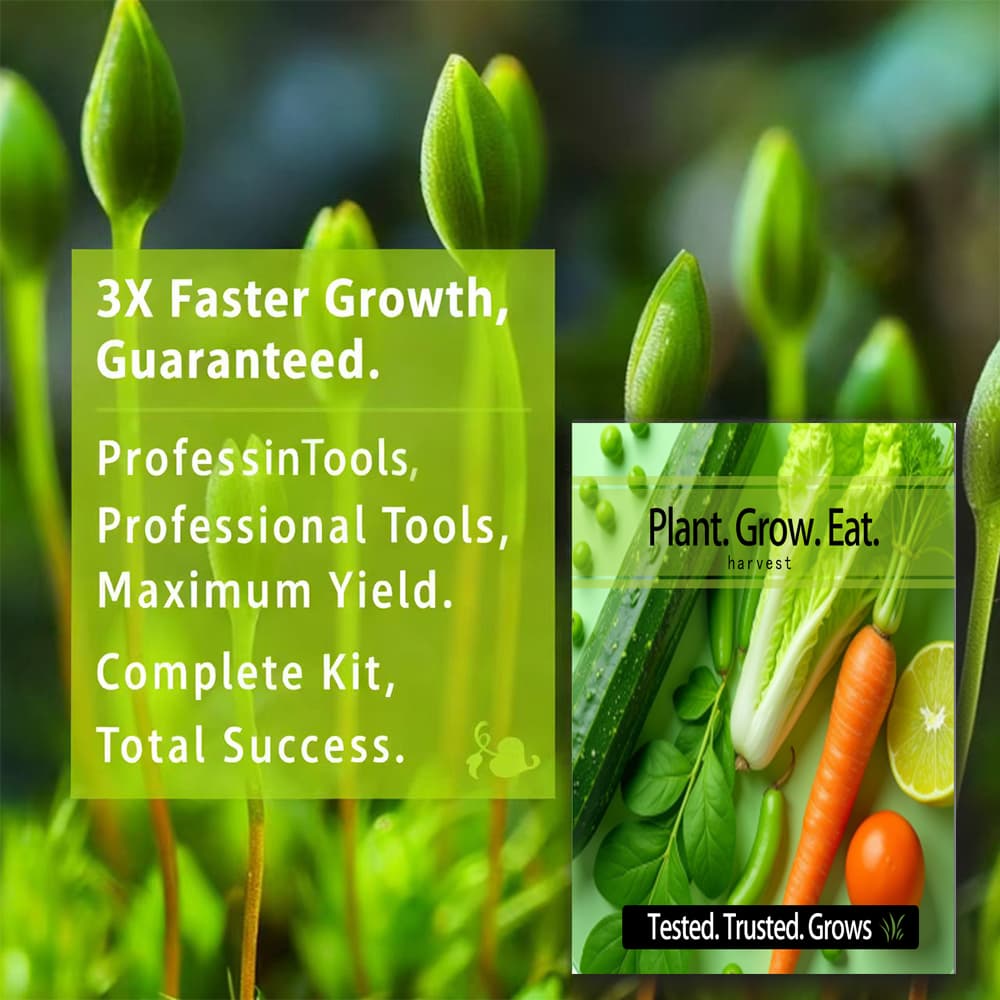 3X Faster Growth,
Guaranteed.
ProfessinTools,
Professional Tools,
Maximum Yield.
Complete Kit,
Total Success.
Plant. Grow. Eat.
harvest
Tested. Trusted. Grows